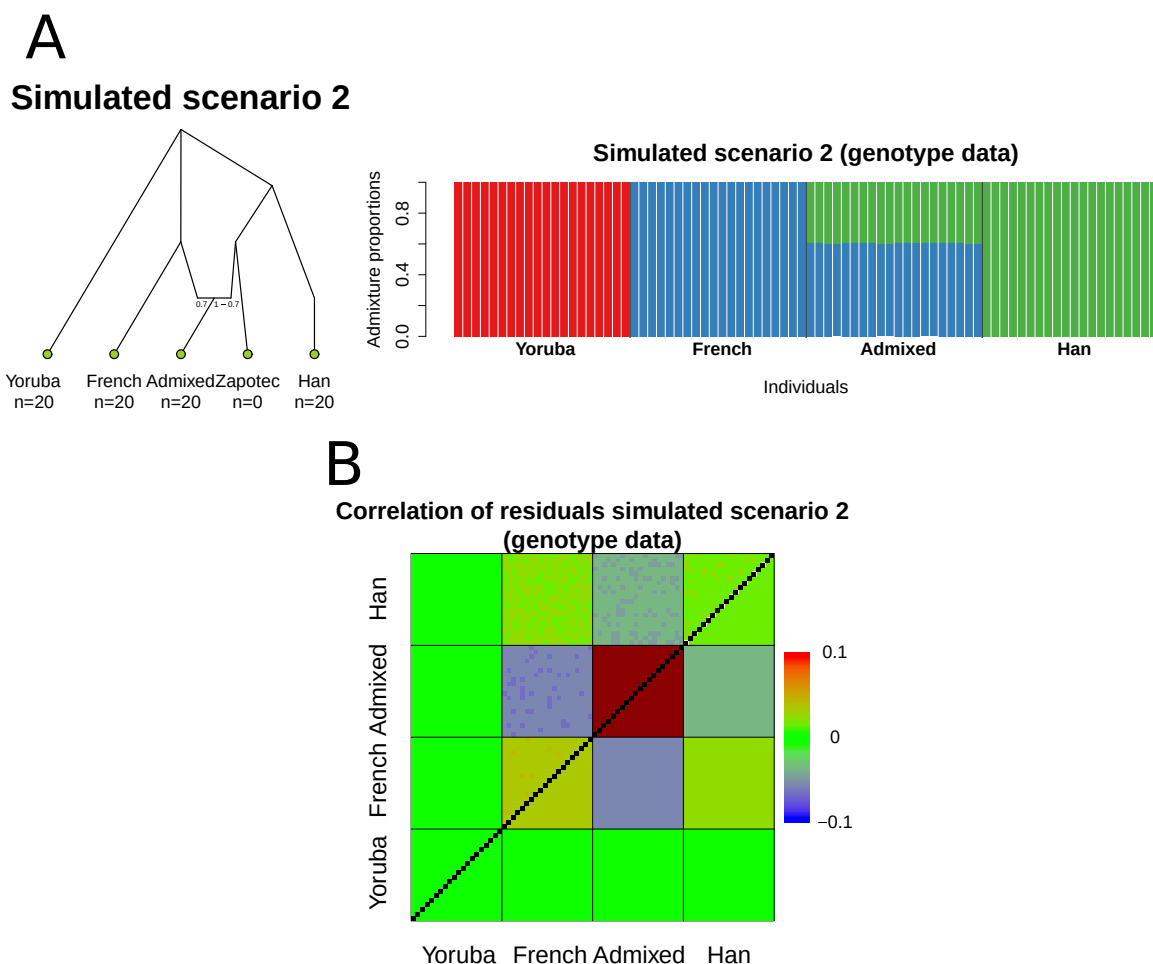 A
Simulated scenario 2
0.7 1 − 0.7
Yoruba French Admixed Zapotec Han
n=20 n=20 n=20 n=0 n=20
Simulated scenario 2 (genotype data)
Admixture proportions
0.8
0.4
0.0
Yoruba French Admixed Han
Individuals
B
Correlation of residuals simulated scenario 2
(genotype data)
Han
Admixed
French
Yoruba
Yoruba French Admixed Han
0.1
0
−0.1